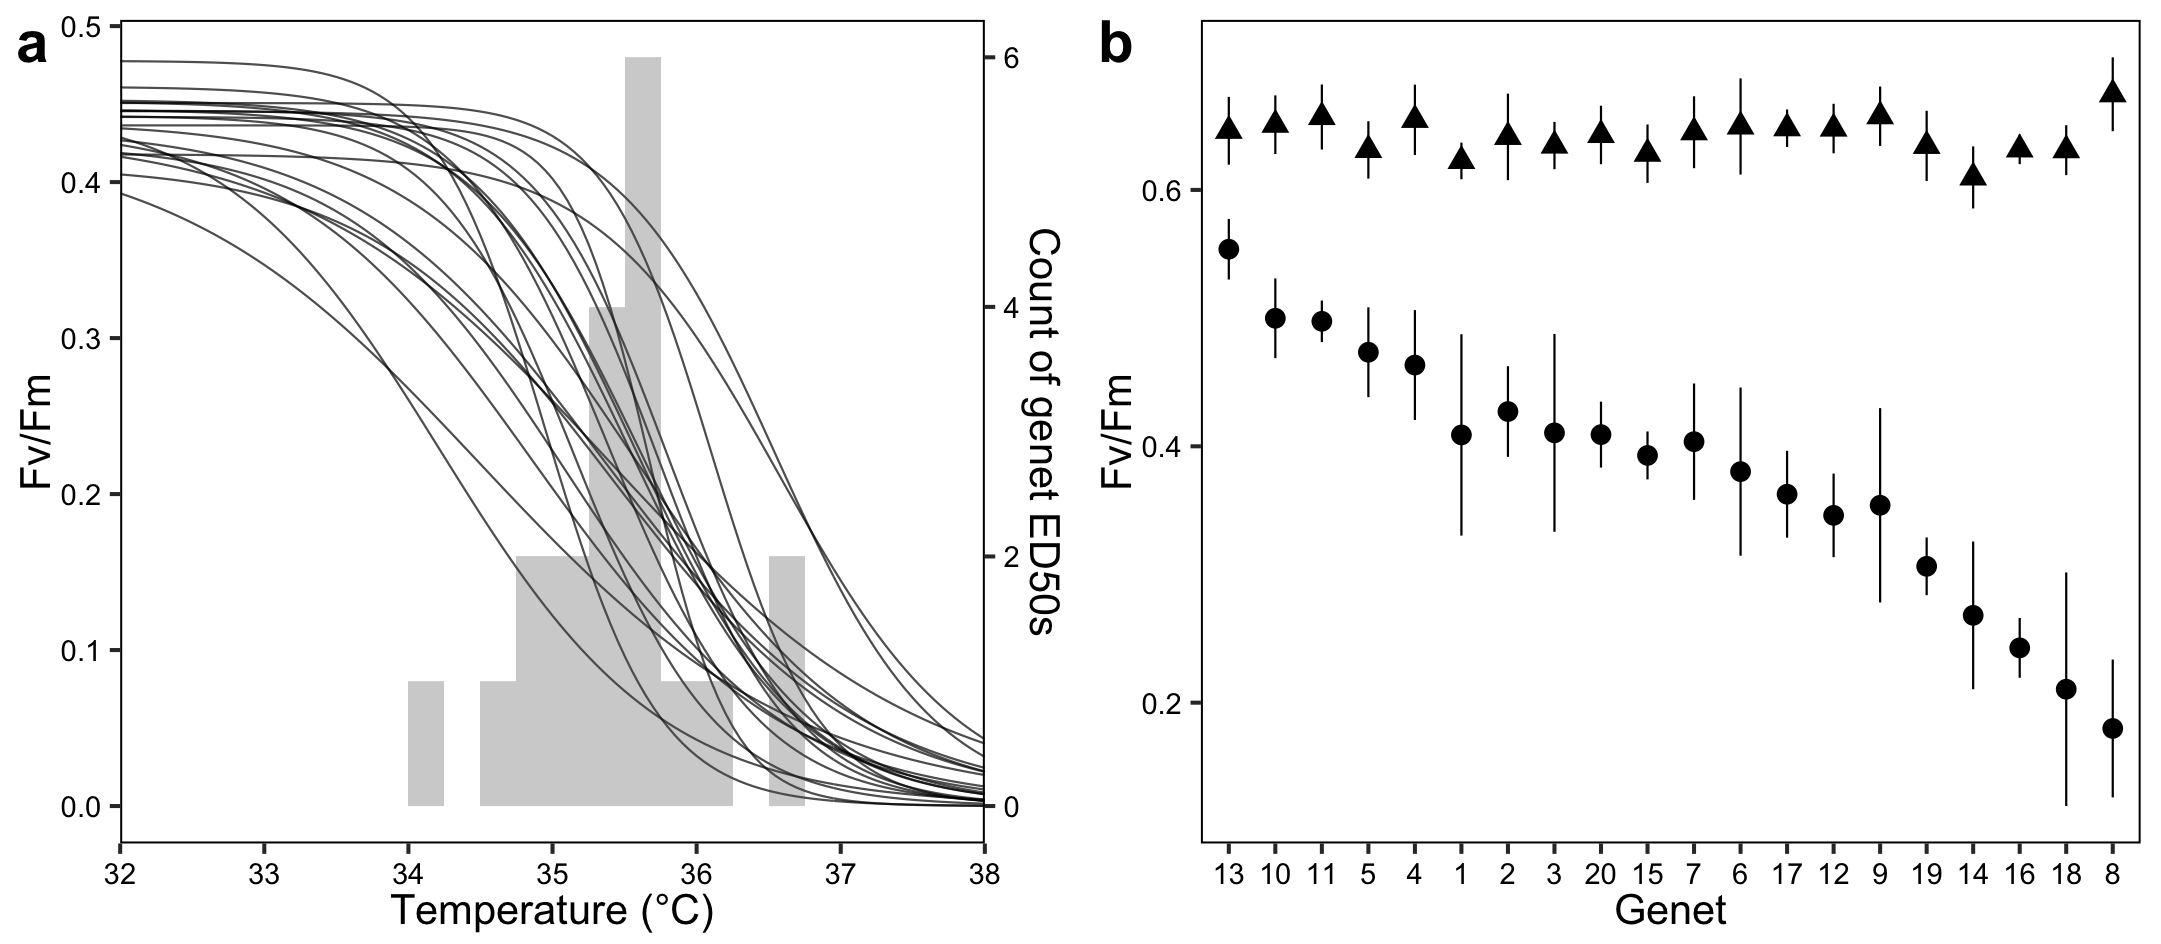 a
Fv/Fm
0.5
0.4
0.3
0.2
0.1
0.0
6
4
2
0
Count of genet ED50s
32 33 34 35 36 37 38
Temperature (°C)
b
Fv/Fm
0.6
0.4
0.2
13 10 11 5 4 1 2 3 20 15 7 6 17 12 9 19 14 16 18 8
Genet